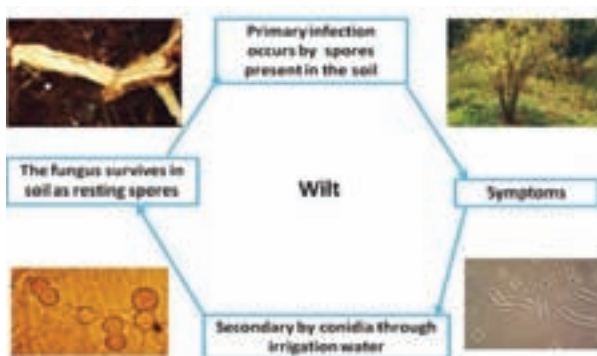 Primary infection
occurs by spores
present in the soil
The fungus survives in
soil as resting spores
Wilt
Symptoms
Secondary by conidia through
irrigation water